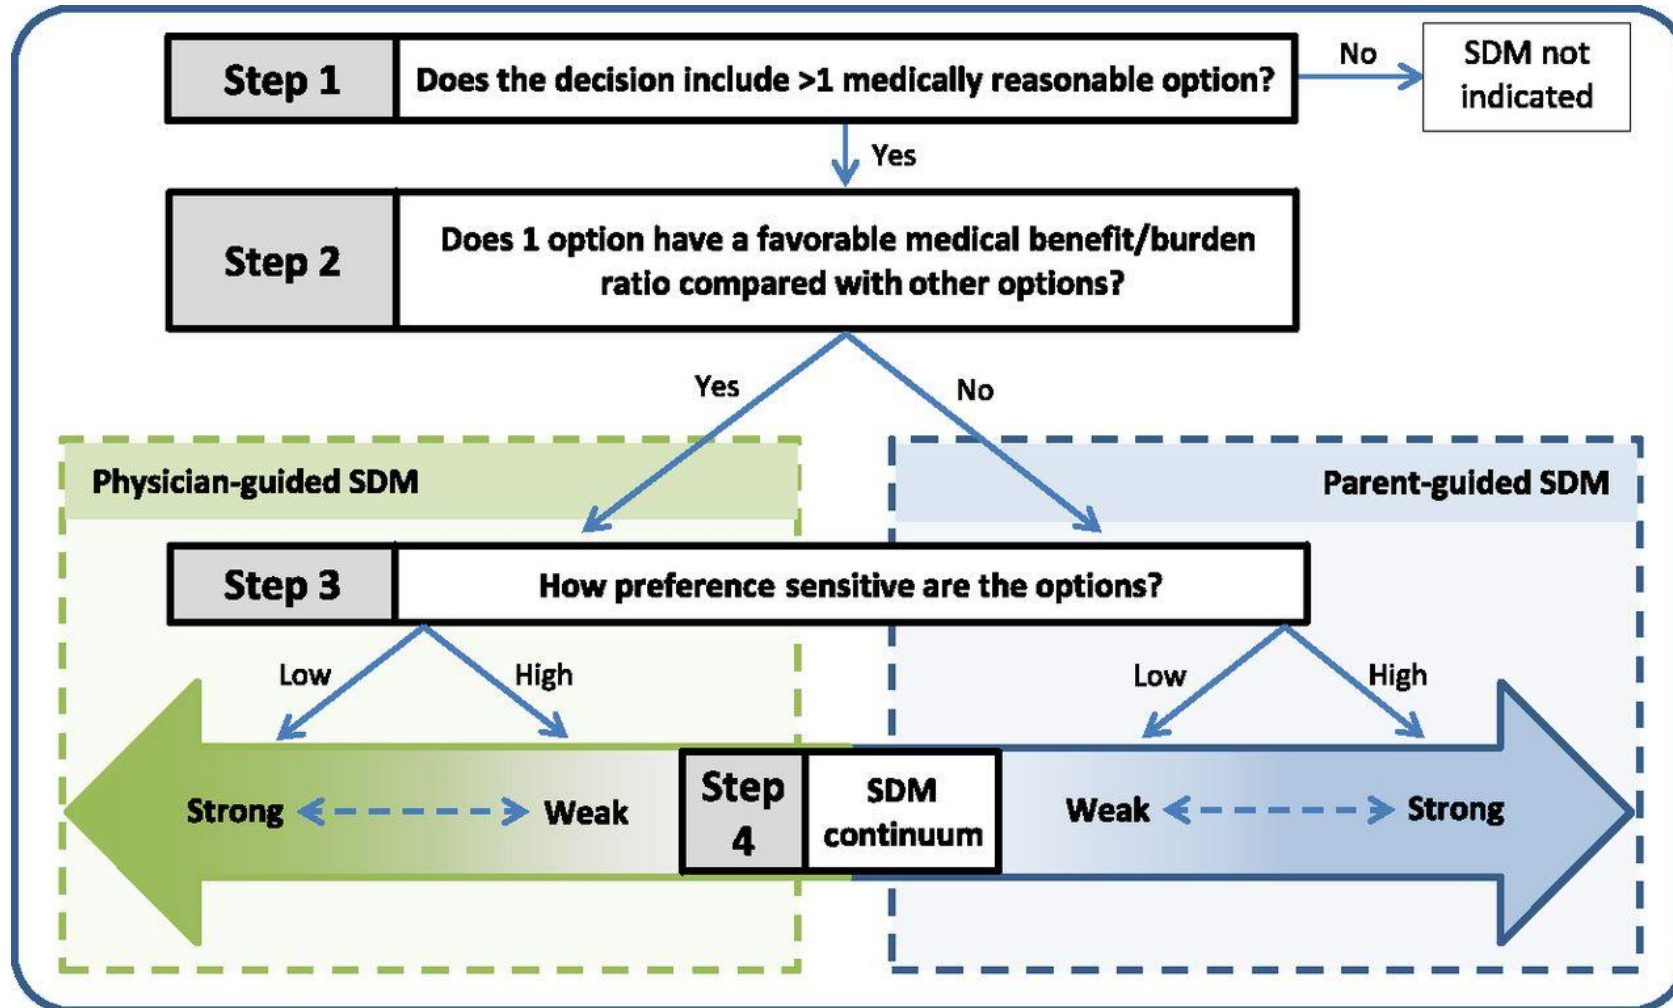 Step 1
Does the decision include >1 medically reasonable option?
No
SDM not
indicated
Yes
Step 2
Does 1 option have a favorable medical benefit/burden
ratio compared with other options?
Yes
No
Physician-guided SDM
Parent-guided SDM
Step 3
How preference sensitive are the options?
Low
High
Low
High
Strong
Weak
Step
4
SDM
continuum
Weak
Strong